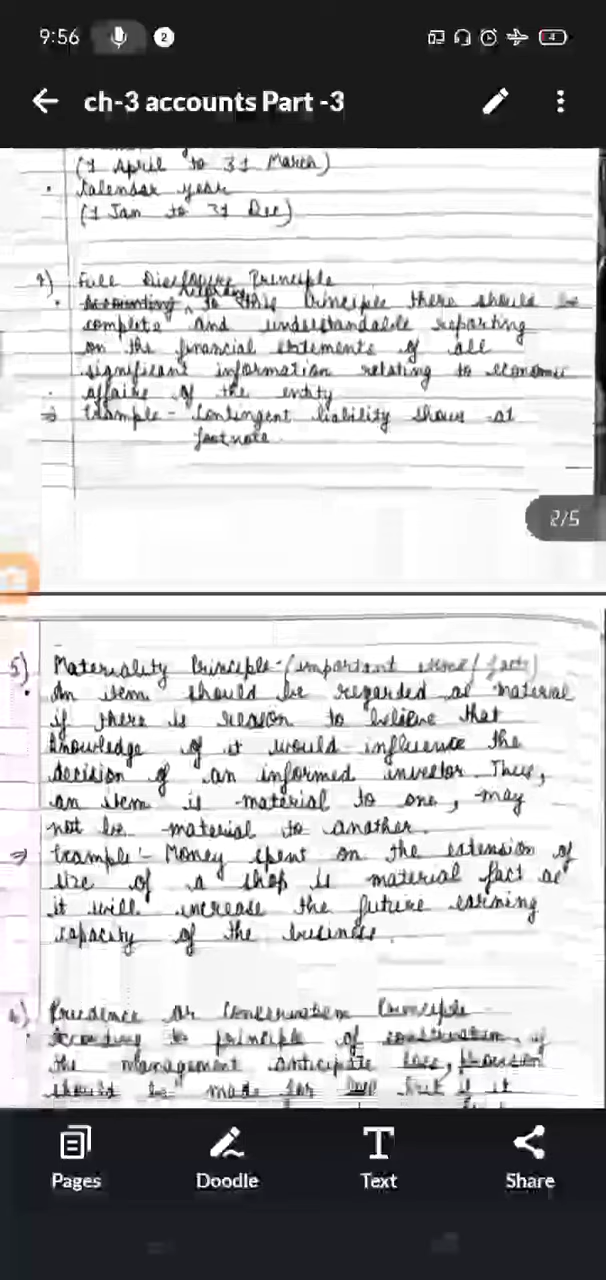 9:56
2
4
ch-3 accounts Part -3
(1 April to 31 March)
Calendar year
(1 Jan to 31 Dec)
Full Disclosure Principle
Accounting to this Principle there should be
complete and understandable reporting
on the financial statements of all
significant information relating to economic
affairs of the entity
⇒ Example - Contingent liability shows at
footnote.
2/5
5) Materiality Principle - (important items/facts)
An item should be regarded as material
if there is reason to believe that
knowledge of it would influence the
decision of an informed investor. Thus,
an item is material to one, may
not be material to another.
⇒ Example :- Money spent on the extension of
size of a shop is material fact as
it will increase the future earning
capacity of the business.
6) Prudence or Conservatism Principle
According to principle of conservatism, if
the management anticipate loss, provision
should be made for but if it
Pages
Doodle
Text
Share